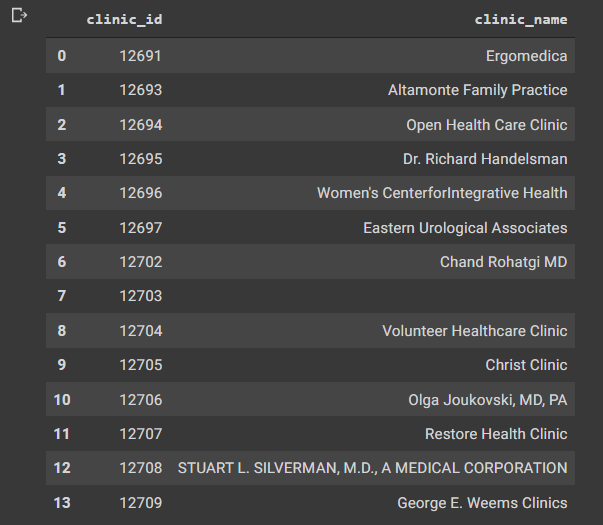 clinic_id clinic_name
0 12691 Ergomedica
1 12693 Altamonte Family Practice
2 12694 Open Health Care Clinic
3 12695 Dr. Richard Handelsman
4 12696 Women's CenterforIntegrative Health
5 12697 Eastern Urological Associates
6 12702 Chand Rohatgi MD
7 12703
8 12704 Volunteer Healthcare Clinic
9 12705 Christ Clinic
10 12706 Olga Joukovski, MD, PA
11 12707 Restore Health Clinic
12 12708 STUART L. SILVERMAN, M.D., A MEDICAL CORPORATION
13 12709 George E. Weems Clinics